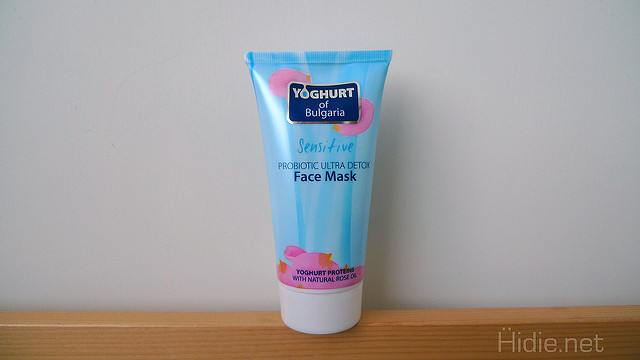 YOGHURT
of
Bulgaria
Sensitive
PROBIOTIC ULTRA DETOX
Face Mask
YOGHURT PROTEINS
WITH NATURAL ROSE OIL
Hidie.net